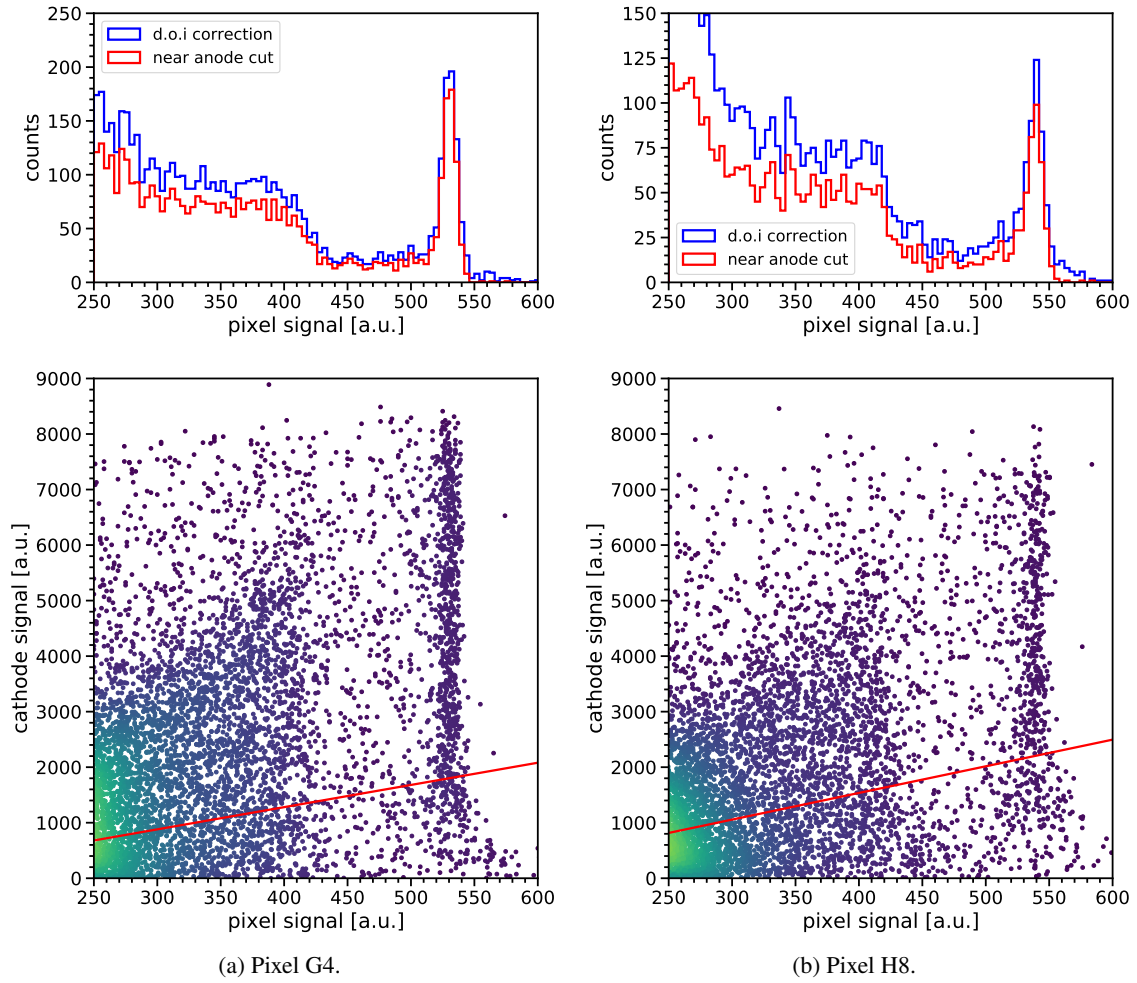 250
200
150
100
50
0
counts
d.o.i correction
near anode cut
250 300 350 400 450 500 550 600
pixel signal [a.u.]
150
125
100
75
50
25
0
counts
d.o.i correction
near anode cut
250 300 350 400 450 500 550 600
pixel signal [a.u.]
9000
8000
7000
6000
5000
4000
3000
2000
1000
0
cathode signal [a.u.]
250 300 350 400 450 500 550 600
pixel signal [a.u.]
(a) Pixel G4.
9000
8000
7000
6000
5000
4000
3000
2000
1000
0
cathode signal [a.u.]
250 300 350 400 450 500 550 600
pixel signal [a.u.]
(b) Pixel H8.